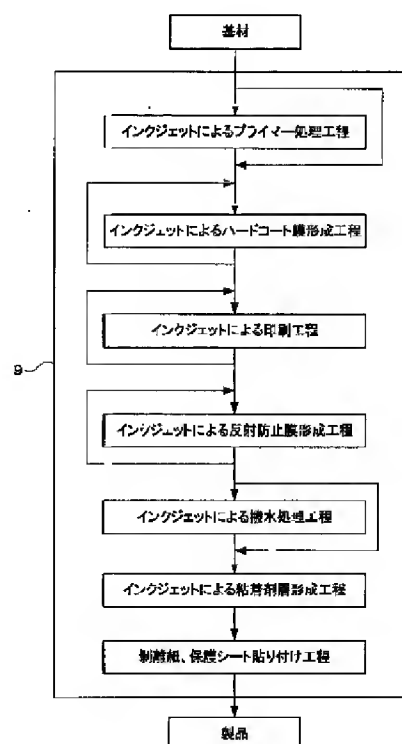 基材
インクジェットによるプライマー処理工程
インクジェットによるハードコート膜形成工程
インクジェットによる印刷工程
9
インクジェットによる反射防止膜形成工程
インクジェットによる撥水処理工程
インクジェットによる粘着剤層形成工程
剥離紙、保護シート貼り付け工程
製品